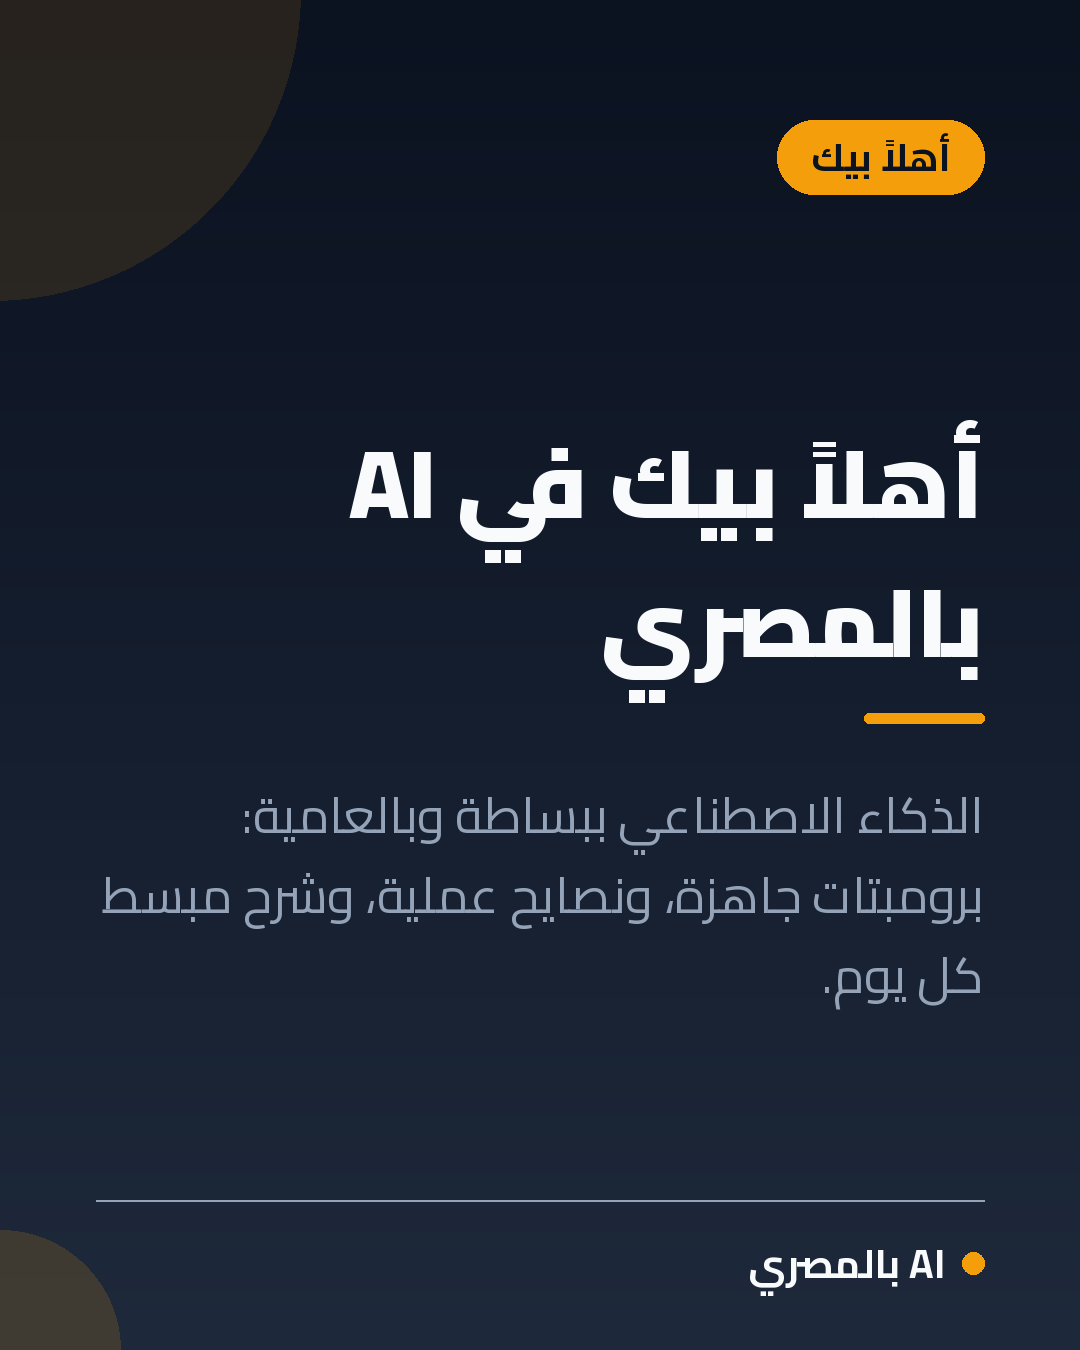 أهلاً بيك
أهلاً بيك في AI
بالمصري
الذكاء الاصطناعي ببساطة وبالعامية:
برومبتات جاهزة، ونصايح عملية، وشرح مبسط
كل يوم.
AI بالمصري